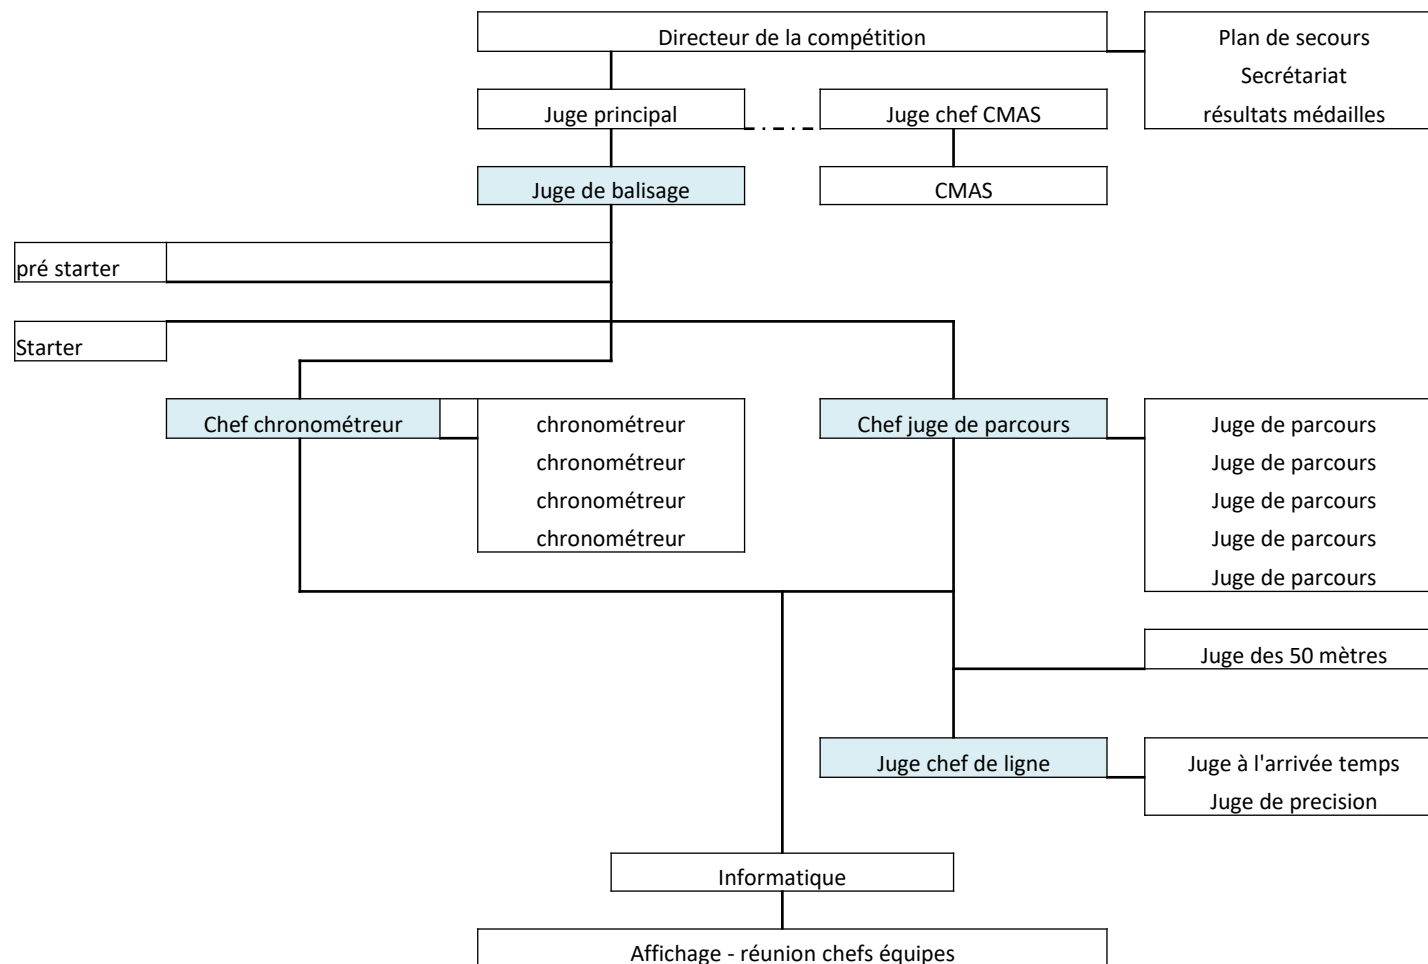 Directeur de la compétition
Plan de secours
Secrétariat
résultats médailles
Juge principal
Juge chef CMAS
Juge de balisage
CMAS
pré starter
Starter
Chef chronométreur
chronométreur
chronométreur
chronométreur
chronométreur
Chef juge de parcours
Juge de parcours
Juge de parcours
Juge de parcours
Juge de parcours
Juge de parcours
Juge des 50 mètres
Juge chef de ligne
Juge à l'arrivée temps
Juge de precision
Informatique
Affichage - réunion chefs équipes